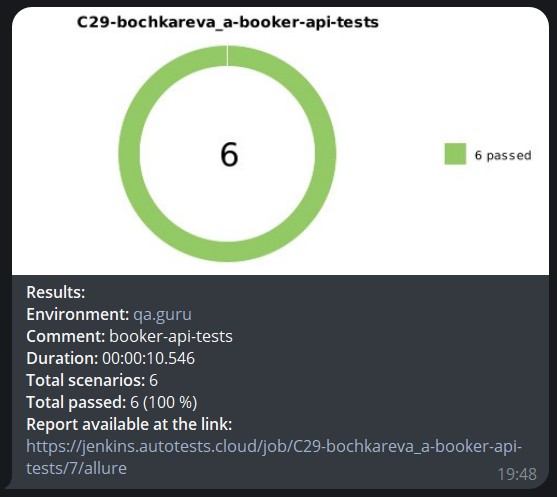 C29-bochkareva_a-booker-api-tests
6
6 passed
Results:
Environment: qa.guru
Comment: booker-api-tests
Duration: 00:00:10.546
Total scenarios: 6
Total passed: 6 (100 %)
Report available at the link:
https://jenkins.autotests.cloud/job/C29-bochkareva_a-booker-api-
tests/7/allure
19:48